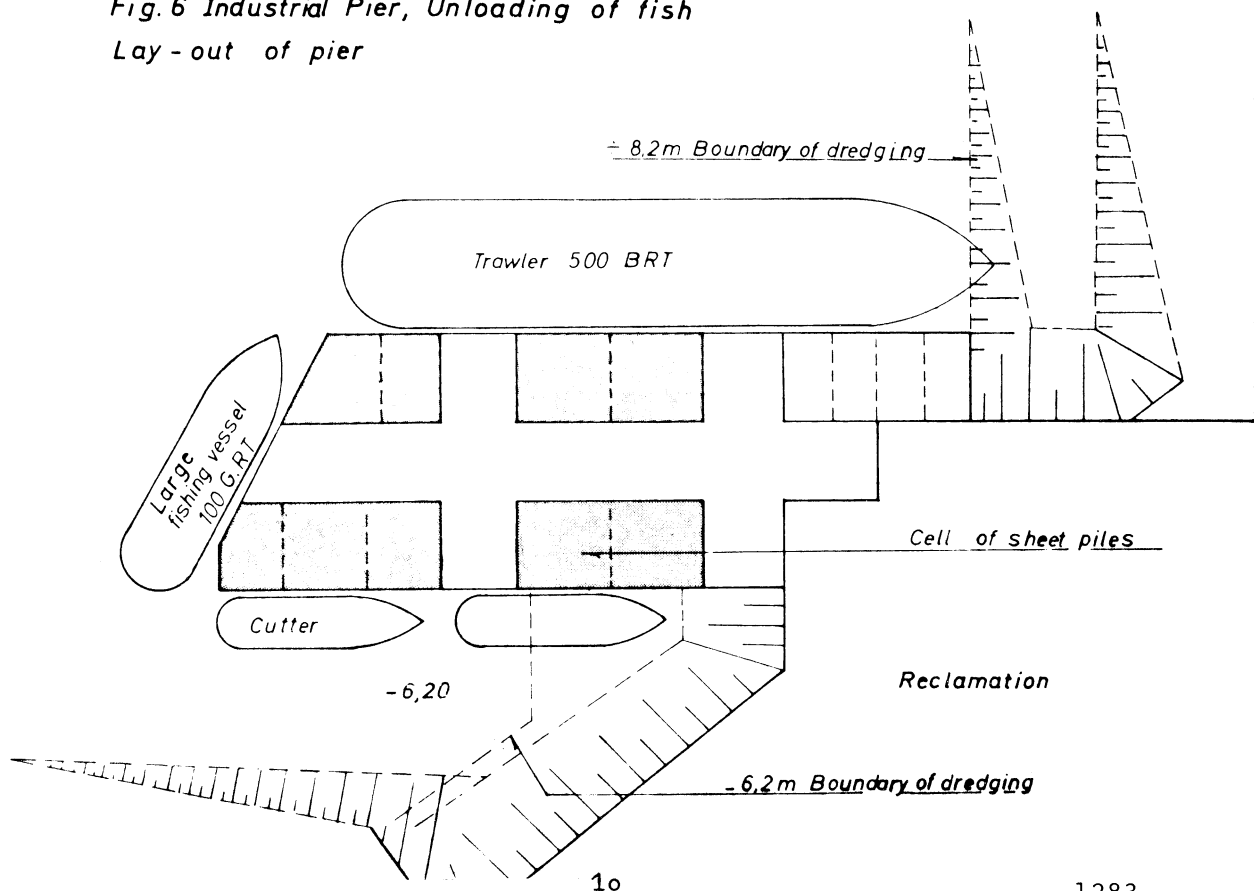 Fig. 6 Industrial Pier, Unloading of fish
Lay-out of pier
÷ 8,2m Boundary of dredging
Trawler 500 BRT
Large
fishing vessel
100 G.RT
Cell of sheet piles
Cutter
-6,20
Reclamation
-6,2m Boundary of dredging
1o
1283